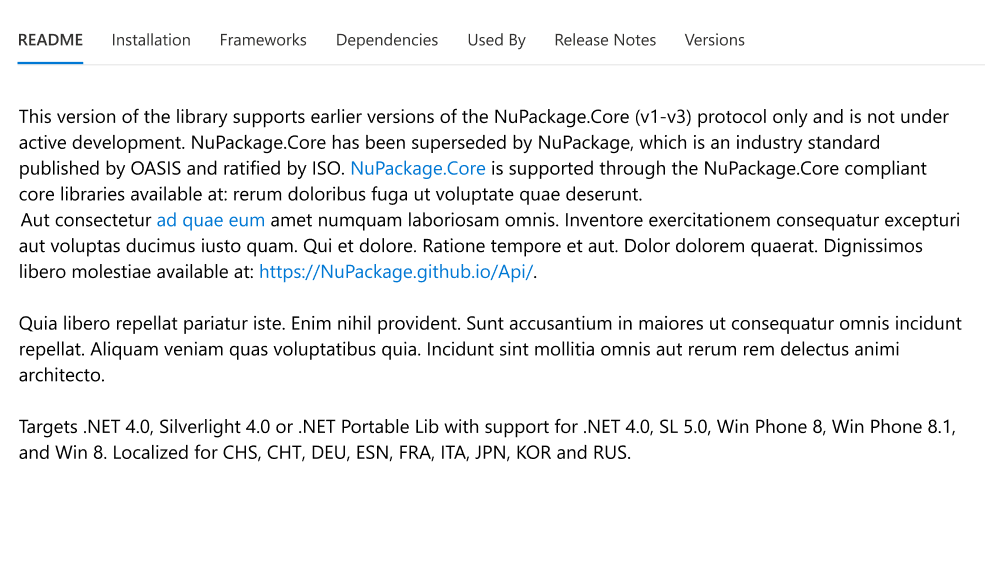 README Installation Frameworks Dependencies Used By Release Notes Versions
This version of the library supports earlier versions of the NuPackage.Core (v1-v3) protocol only and is not under
active development. NuPackage.Core has been superseded by NuPackage, which is an industry standard
published by OASIS and ratified by ISO. NuPackage.Core is supported through the NuPackage.Core compliant
core libraries available at: rerum doloribus fuga ut voluptate quae deserunt.
Aut consectetur ad quae eum amet numquam laboriosam omnis. Inventore exercitationem consequatur excepturi
aut voluptas ducimus iusto quam. Qui et dolore. Ratione tempore et aut. Dolor dolorem quaerat. Dignissimos
libero molestiae available at: https://NuPackage.github.io/Api/.
Quia libero repellat pariatur iste. Enim nihil provident. Sunt accusantium in maiores ut consequatur omnis incidunt
repellat. Aliquam veniam quas voluptatibus quia. Incidunt sint mollitia omnis aut rerum rem delectus animi
architecto.
Targets .NET 4.0, Silverlight 4.0 or .NET Portable Lib with support for .NET 4.0, SL 5.0, Win Phone 8, Win Phone 8.1,
and Win 8. Localized for CHS, CHT, DEU, ESN, FRA, ITA, JPN, KOR and RUS.